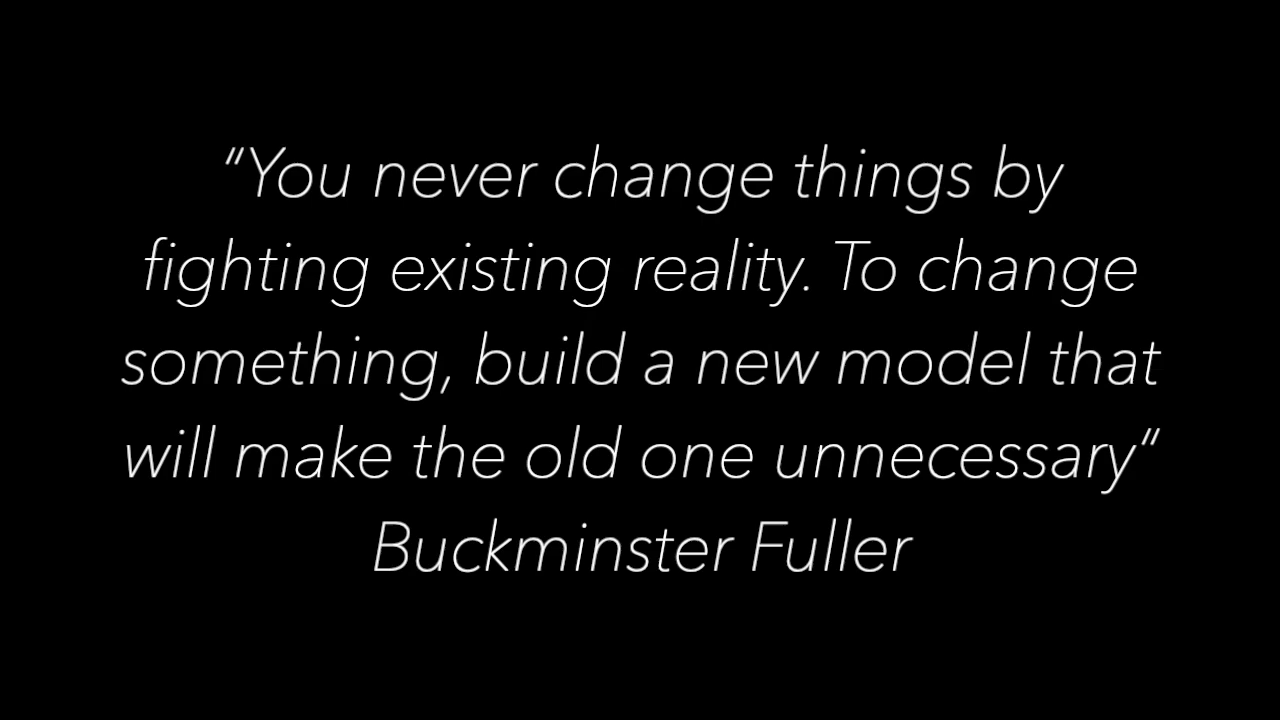 “You never change things by
fighting existing reality. To change
something, build a new model that
will make the old one unnecessary“
Buckminster Fuller